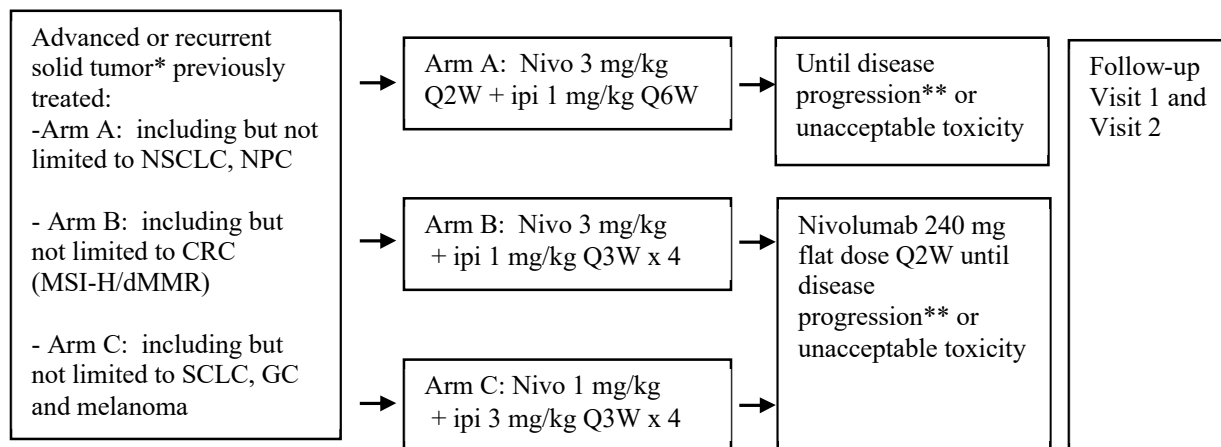 Advanced or recurrent
solid tumor* previously
treated:
-Arm A: including but not
limited to NSCLC, NPC
- Arm B: including but
not limited to CRC
(MSI-H/dMMR)
- Arm C: including but
not limited to SCLC, GC
and melanoma
Arm A: Nivo 3 mg/kg
Q2W + ipi 1 mg/kg Q6W
Until disease
progression** or
unacceptable toxicity
Arm B: Nivo 3 mg/kg
+ ipi 1 mg/kg Q3W x 4
Arm C: Nivo 1 mg/kg
+ ipi 3 mg/kg Q3W x 4
Nivolumab 240 mg
flat dose Q2W until
disease
progression** or
unacceptable toxicity
Follow-up
Visit 1 and
Visit 2